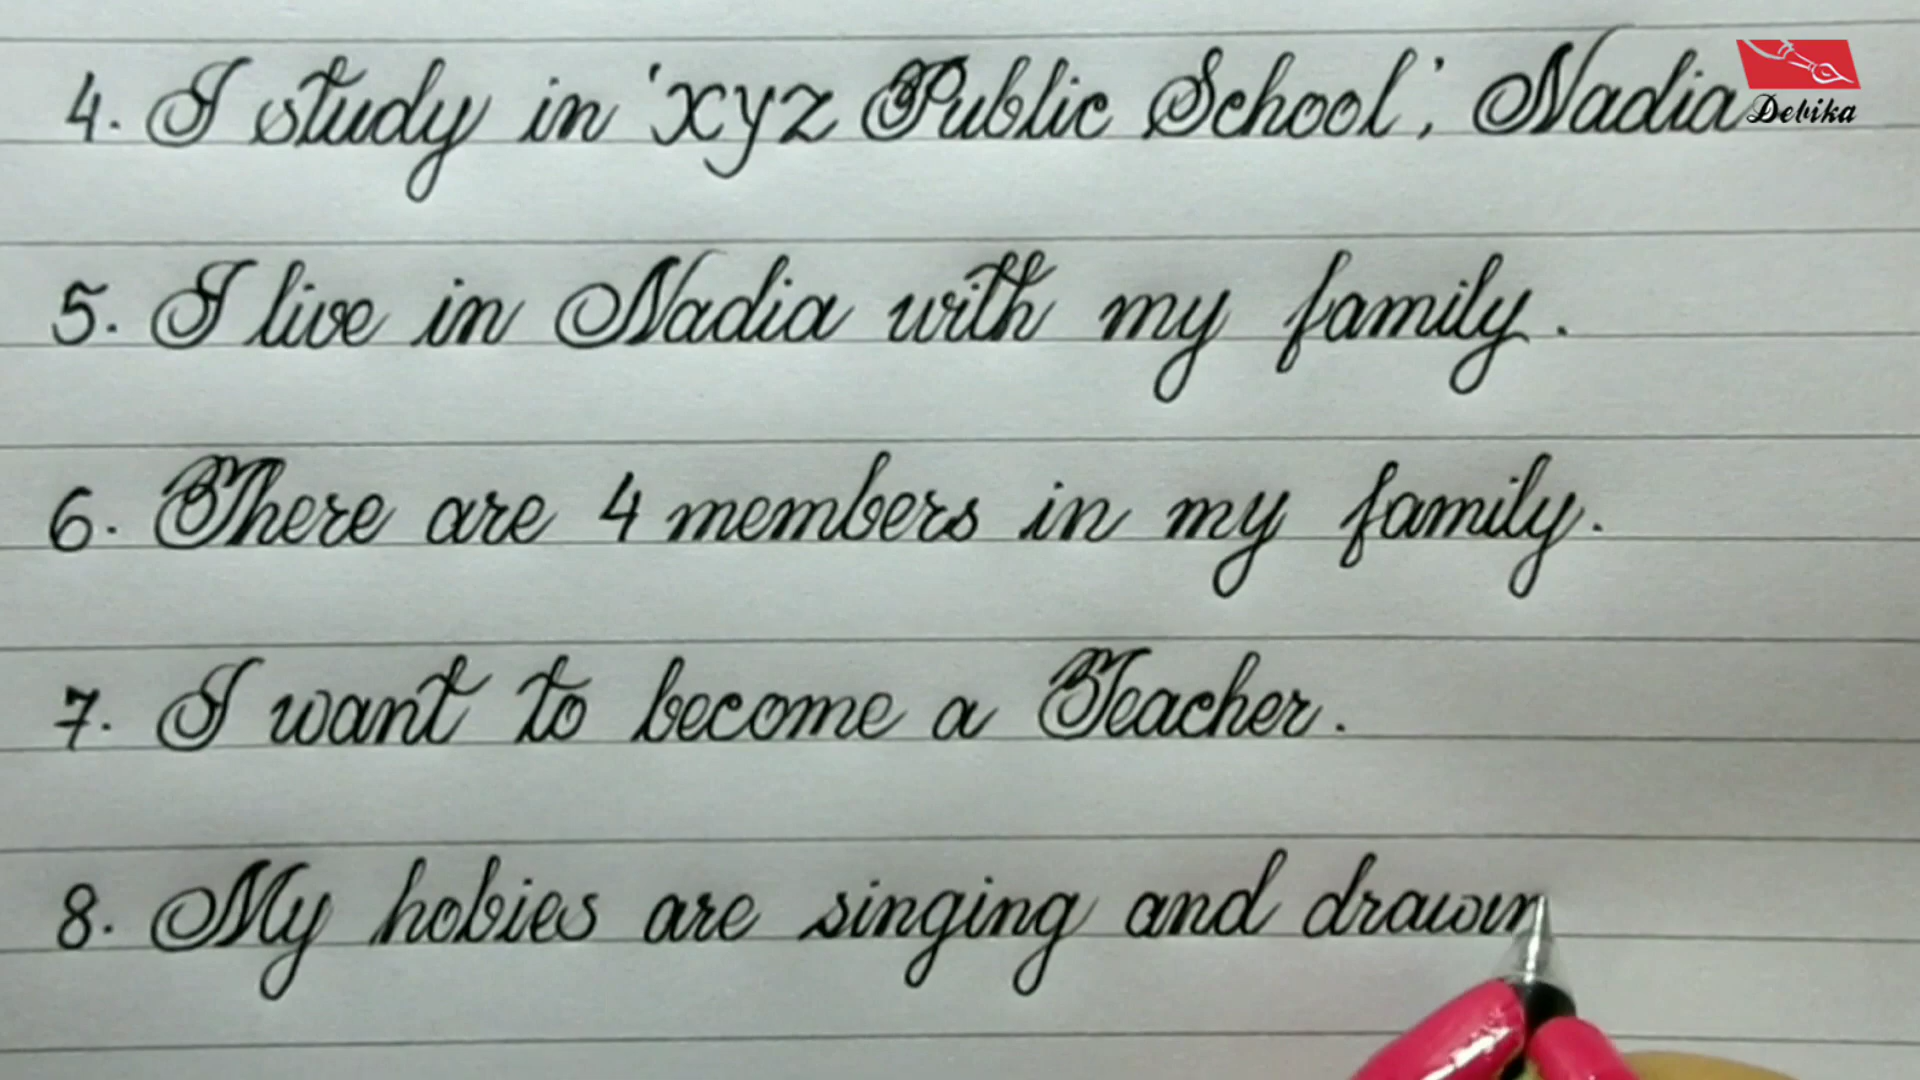 4. I study in 'xyz Public School', Nadia
Debika
5. I live in Nadia with my family.
6. There are 4 members in my family.
7. I want to become a Teacher.
8. My hobies are singing and drawin